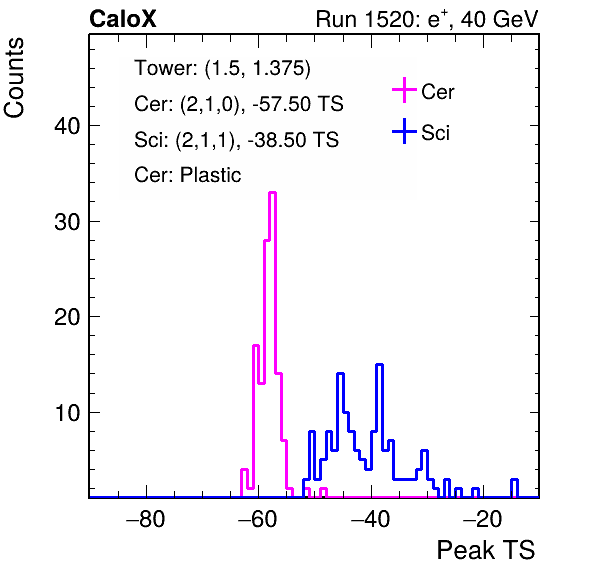 CaloX Run 1520: e⁺, 40 GeV
Counts
Tower: (1.5, 1.375)
Cer: (2,1,0), -57.50 TS
Sci: (2,1,1), -38.50 TS
Cer: Plastic
Cer
Sci
40
30
20
10
−80 −60 −40 −20
Peak TS